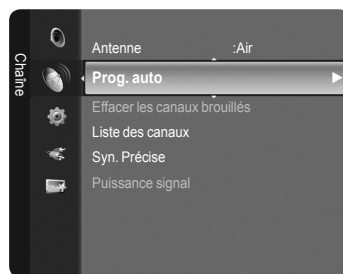 Chaîne
Antenne :Air
Prog. auto
Effacer les canaux brouillés
Liste des canaux
Syn. Précise
Puissance signal